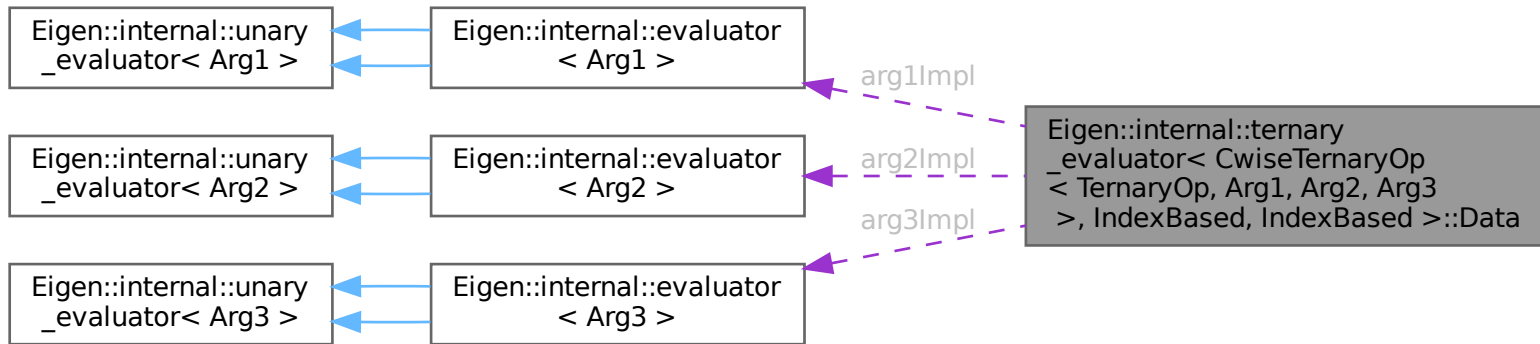 Eigen::internal::unary
_evaluator< Arg1 >
Eigen::internal::evaluator
< Arg1 >
arg1Impl
Eigen::internal::unary
_evaluator< Arg2 >
Eigen::internal::evaluator
< Arg2 >
arg2Impl
Eigen::internal::unary
_evaluator< Arg3 >
Eigen::internal::evaluator
< Arg3 >
arg3Impl
Eigen::internal::ternary
_evaluator< CwiseTernaryOp
< TernaryOp, Arg1, Arg2, Arg3
>, IndexBased, IndexBased >::Data